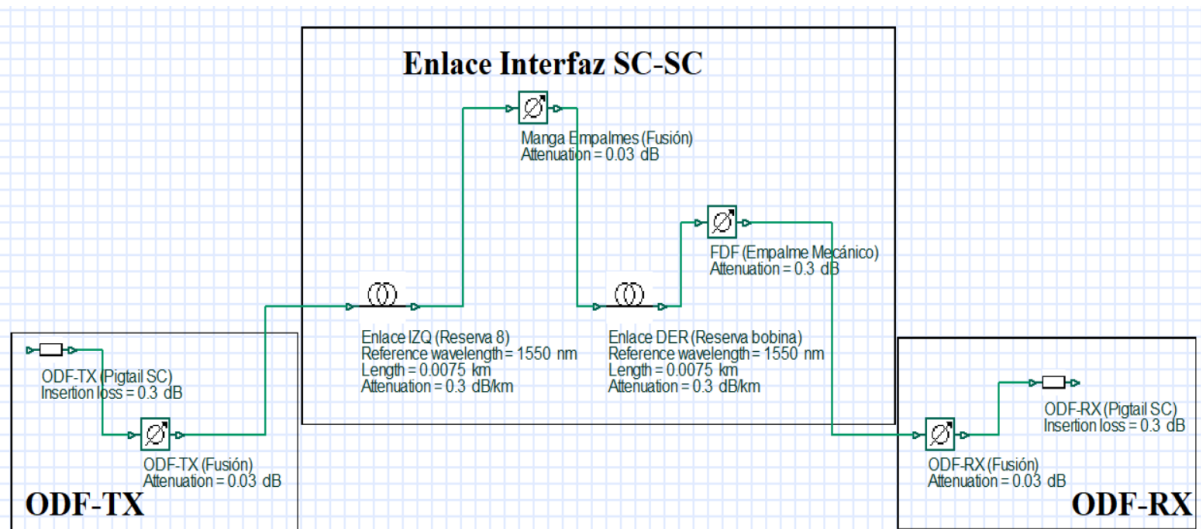 Enlace Interfaz SC-SC
Manga Empalmes (Fusión)
Attenuation = 0.03 dB
FDF (Empalme Mecánico)
Attenuation = 0.3 dB
Enlace IZQ (Reserva 8)
Reference wavelength = 1550 nm
Length = 0.0075 km
Attenuation = 0.3 dB/km
Enlace DER (Reserva bobina)
Reference wavelength = 1550 nm
Length = 0.0075 km
Attenuation = 0.3 dB/km
ODF-TX (Pigtail SC)
Insertion loss = 0.3 dB
ODF-TX (Fusión)
Attenuation = 0.03 dB
ODF-TX
ODF-RX (Pigtail SC)
Insertion loss = 0.3 dB
ODF-RX (Fusión)
Attenuation = 0.03 dB
ODF-RX